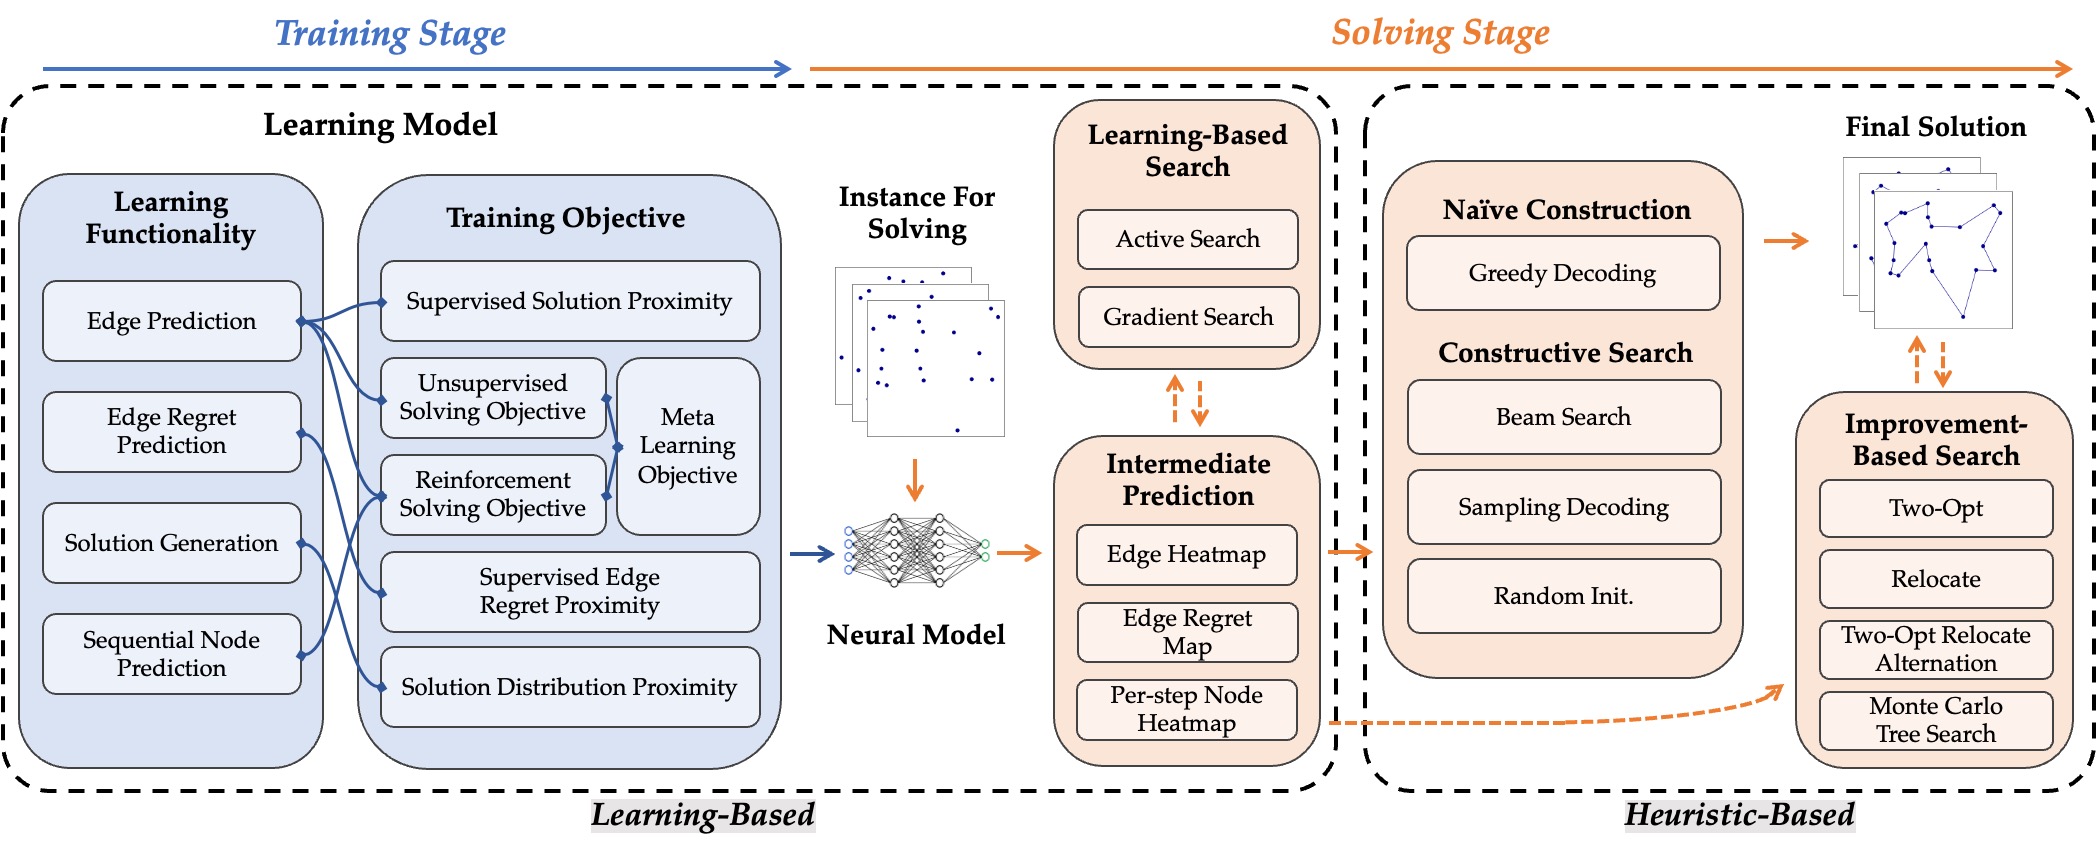 Training Stage
Solving Stage
Learning Model
Learning
Functionality
Edge Prediction
Edge Regret
Prediction
Solution Generation
Sequential Node
Prediction
Training Objective
Supervised Solution Proximity
Unsupervised
Solving Objective
Reinforcement
Solving Objective
Meta
Learning
Objective
Supervised Edge
Regret Proximity
Solution Distribution Proximity
Instance For
Solving
Neural Model
Learning-Based
Search
Active Search
Gradient Search
Intermediate
Prediction
Edge Heatmap
Edge Regret
Map
Per-step Node
Heatmap
Learning-Based
Naïve Construction
Greedy Decoding
Constructive Search
Beam Search
Sampling Decoding
Random Init.
Final Solution
Improvement-
Based Search
Two-Opt
Relocate
Two-Opt Relocate
Alternation
Monte Carlo
Tree Search
Heuristic-Based